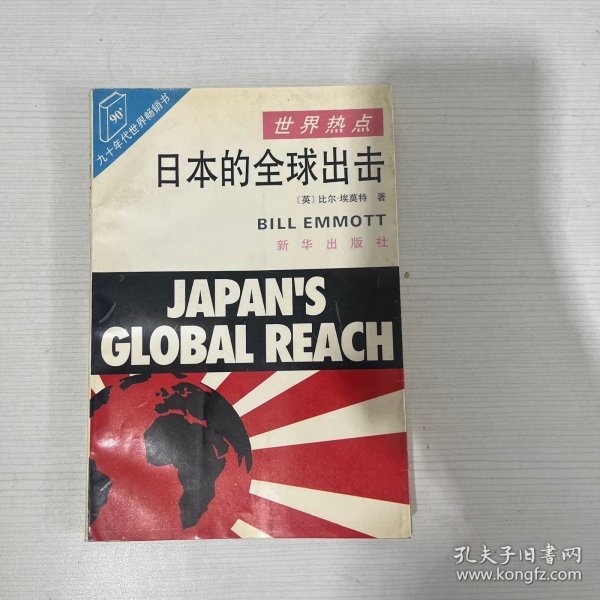 90'
九十年代世界畅销书
世界热点
日本的全球出击
〔英〕比尔·埃莫特 著
BILL EMMOTT
新华出版社
JAPAN'S
GLOBAL REACH
孔夫子旧书网
www.kongfz.com